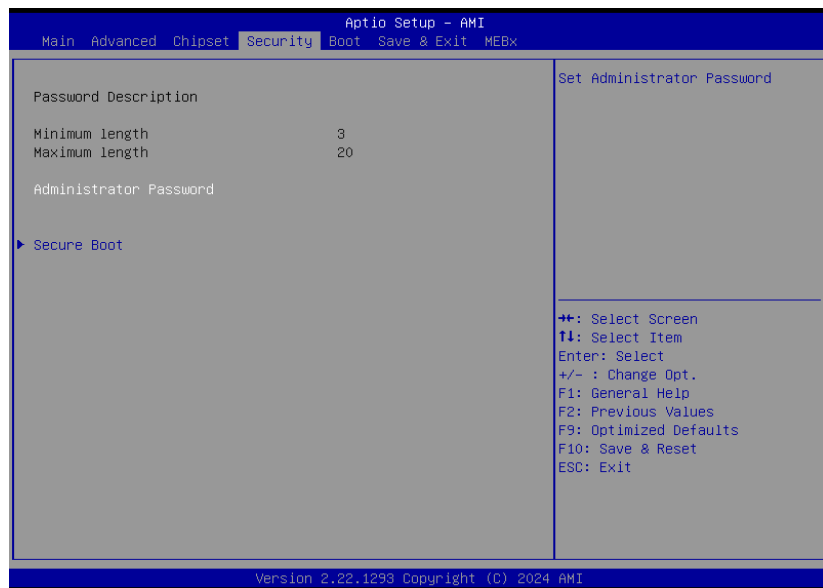 Aptio Setup – AMI
Main Advanced Chipset Security Boot Save & Exit MEBx
Password Description
Minimum length 3
Maximum length 20
Administrator Password
Secure Boot
Set Administrator Password
→←: Select Screen
↑↓: Select Item
Enter: Select
+/- : Change Opt.
F1: General Help
F2: Previous Values
F9: Optimized Defaults
F10: Save & Reset
ESC: Exit
Version 2.22.1293 Copyright (C) 2024 AMI